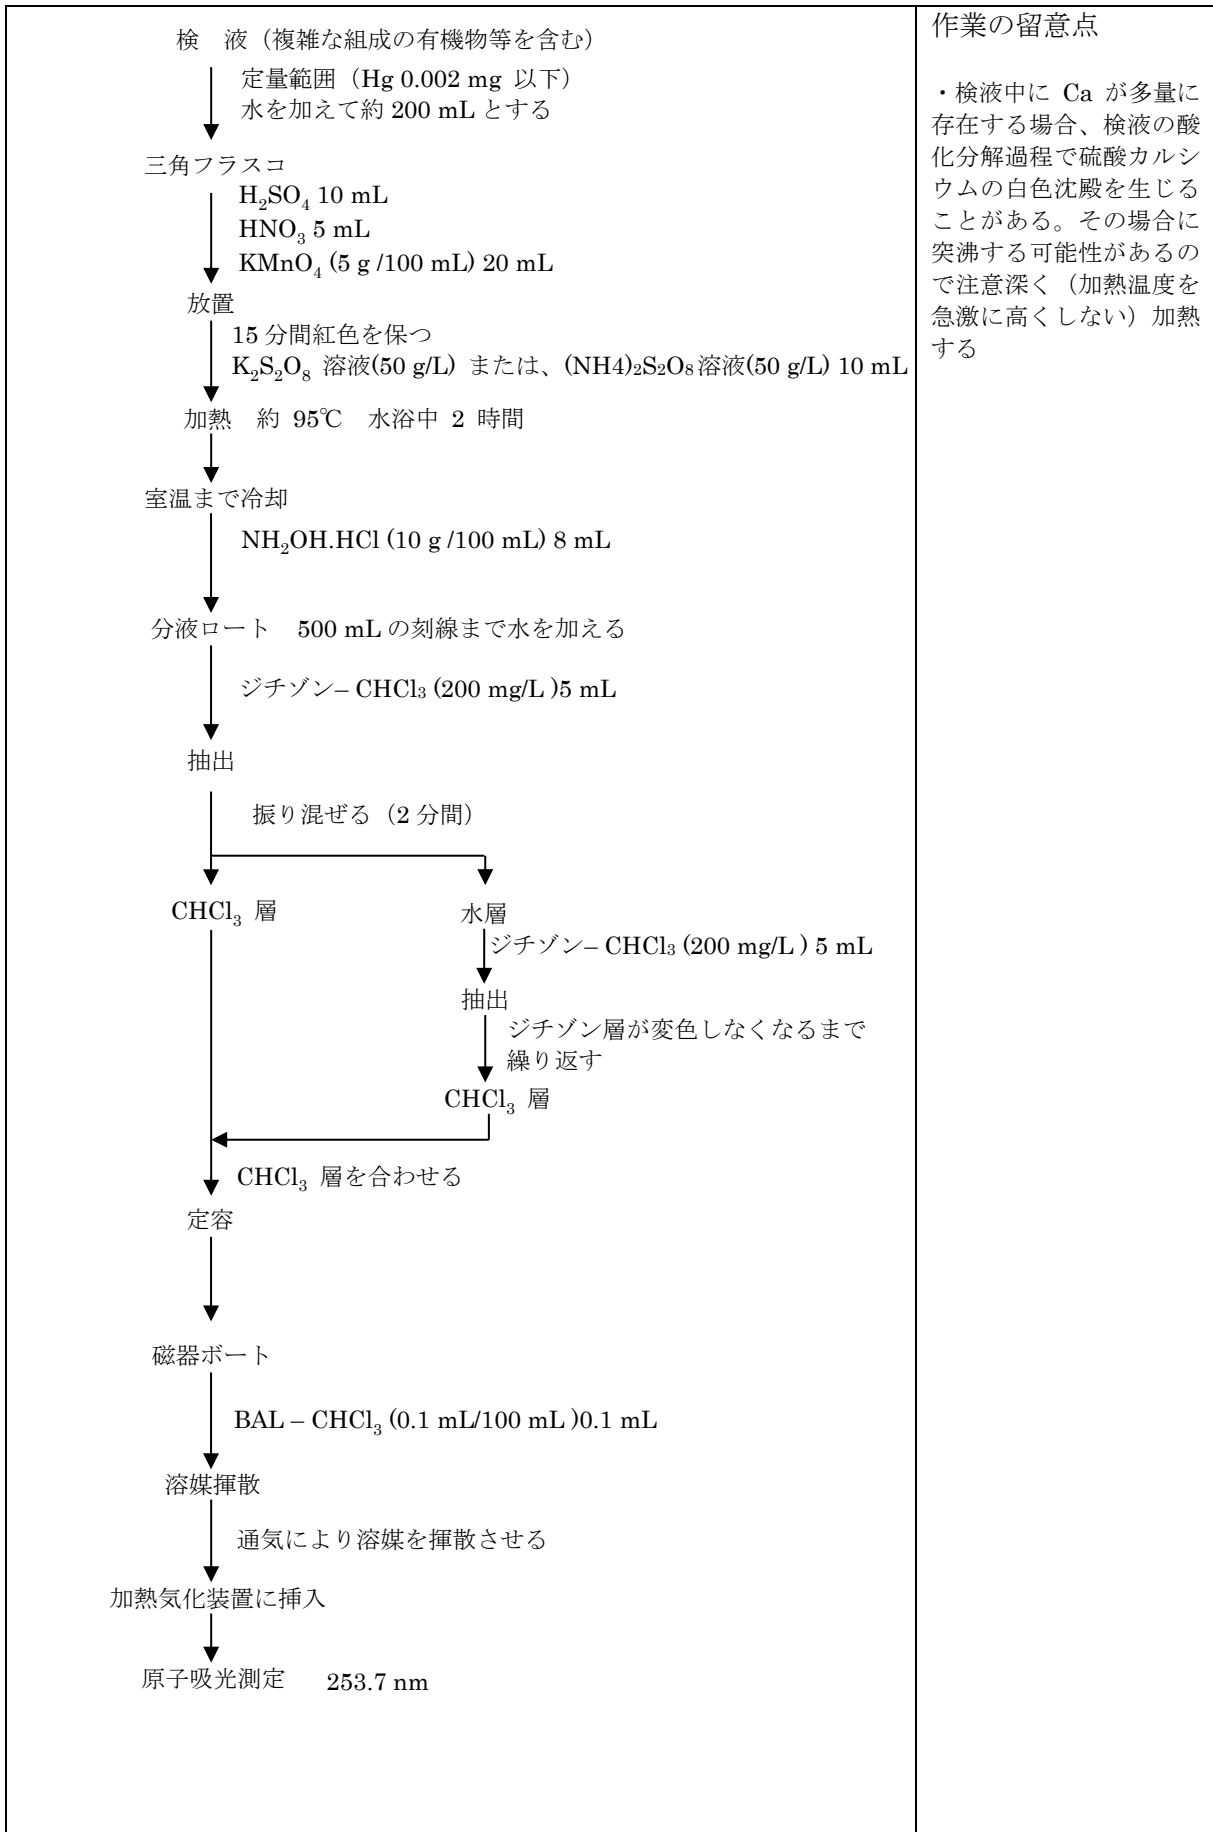 検　液（複雑な組成の有機物等を含む）
定量範囲（Hg 0.002 mg 以下）
水を加えて約 200 mL とする
三角フラスコ
H₂SO₄ 10 mL
HNO₃ 5 mL
KMnO₄ (5 g /100 mL) 20 mL
放置
15 分間紅色を保つ
K₂S₂O₈ 溶液(50 g/L) または、(NH4)₂S₂O₈溶液(50 g/L) 10 mL
加熱　約 95℃　水浴中 2 時間
室温まで冷却
NH₂OH.HCl (10 g /100 mL) 8 mL
分液ロート　500 mL の刻線まで水を加える
ジチゾン– CHCl₃ (200 mg/L )5 mL
抽出
振り混ぜる（2 分間）
CHCl₃ 層　水層
ジチゾン– CHCl₃ (200 mg/L ) 5 mL
抽出
ジチゾン層が変色しなくなるまで
繰り返す
CHCl₃ 層
CHCl₃ 層を合わせる
定容
磁器ボート
BAL – CHCl₃ (0.1 mL/100 mL )0.1 mL
溶媒揮散
通気により溶媒を揮散させる
加熱気化装置に挿入
原子吸光測定　253.7 nm
作業の留意点
・検液中に Ca が多量に
存在する場合、検液の酸
化分解過程で硫酸カルシ
ウムの白色沈殿を生じる
ことがある。その場合に
突沸する可能性があるの
で注意深く（加熱温度を
急激に高くしない）加熱
する